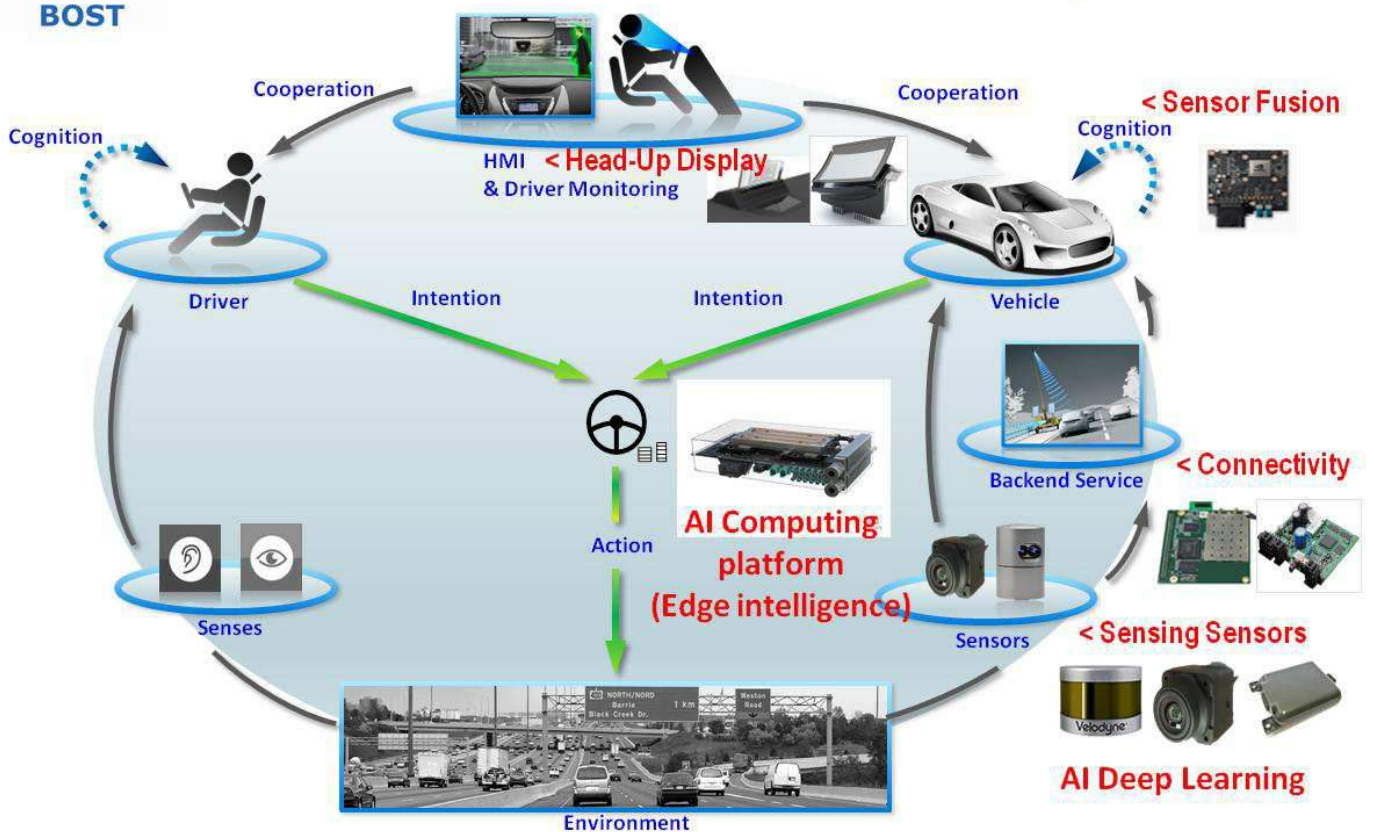 BOST
Cooperation
Cooperation
< Sensor Fusion
Cognition
Cognition
HMI < Head-Up Display
& Driver Monitoring
Driver
Intention
Intention
Vehicle
Backend Service
< Connectivity
AI Computing
platform
(Edge intelligence)
Action
Senses
Sensors
< Sensing Sensors
NORTH/NORD
Barrie
Black Creek Dr.
1 km
Weston
Road
Velodyne
AI Deep Learning
Environment